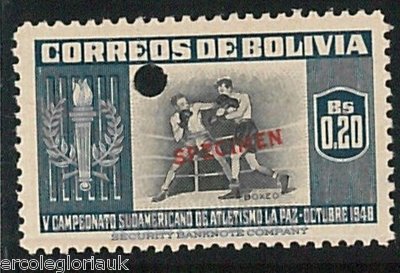 CORREOS DE BOLIVIA
Bs
0.20
SPECIMEN
BOXEO
V CAMPEONATO SUDAMERICANO DE ATLETISMO LA PAZ-OCTUBRE 1948
SECURITY BANKNOTE COMPANY
ercolegloriauk